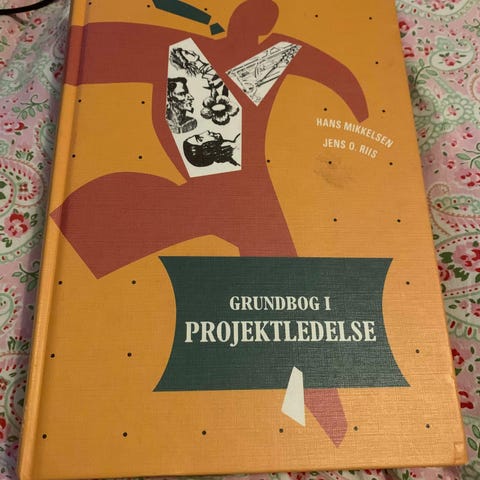 HANS MIKKELSEN
JENS O. RIIS
GRUNDBOG I
PROJEKTLEDELSE